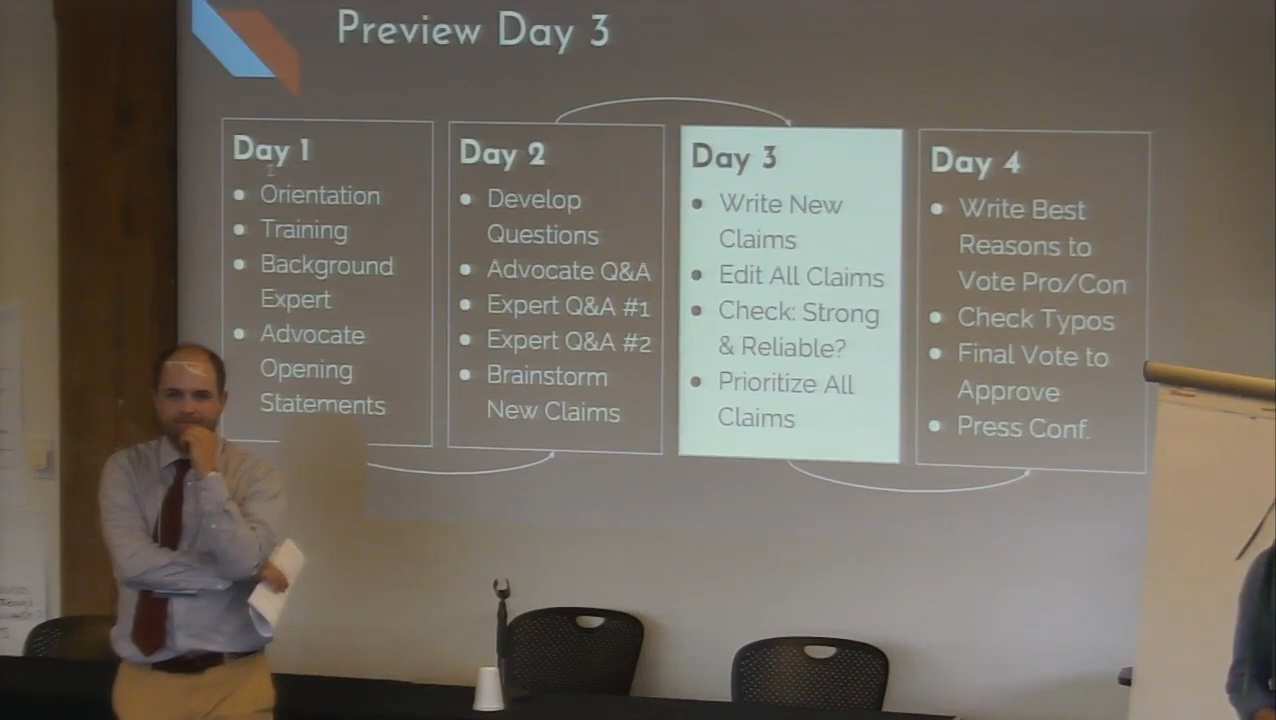 Preview Day 3
Day 1
Orientation
Training
Background
Expert
Advocate
Opening
Statements
Day 2
Develop
Questions
Advocate Q&A
Expert Q&A #1
Expert Q&A #2
Brainstorm
New Claims
Day 3
Write New
Claims
Edit All Claims
Check: Strong
& Reliable?
Prioritize All
Claims
Day 4
Write Best
Reasons to
Vote Pro/Con
Check Typos
Final Vote to
Approve
Press Conf.